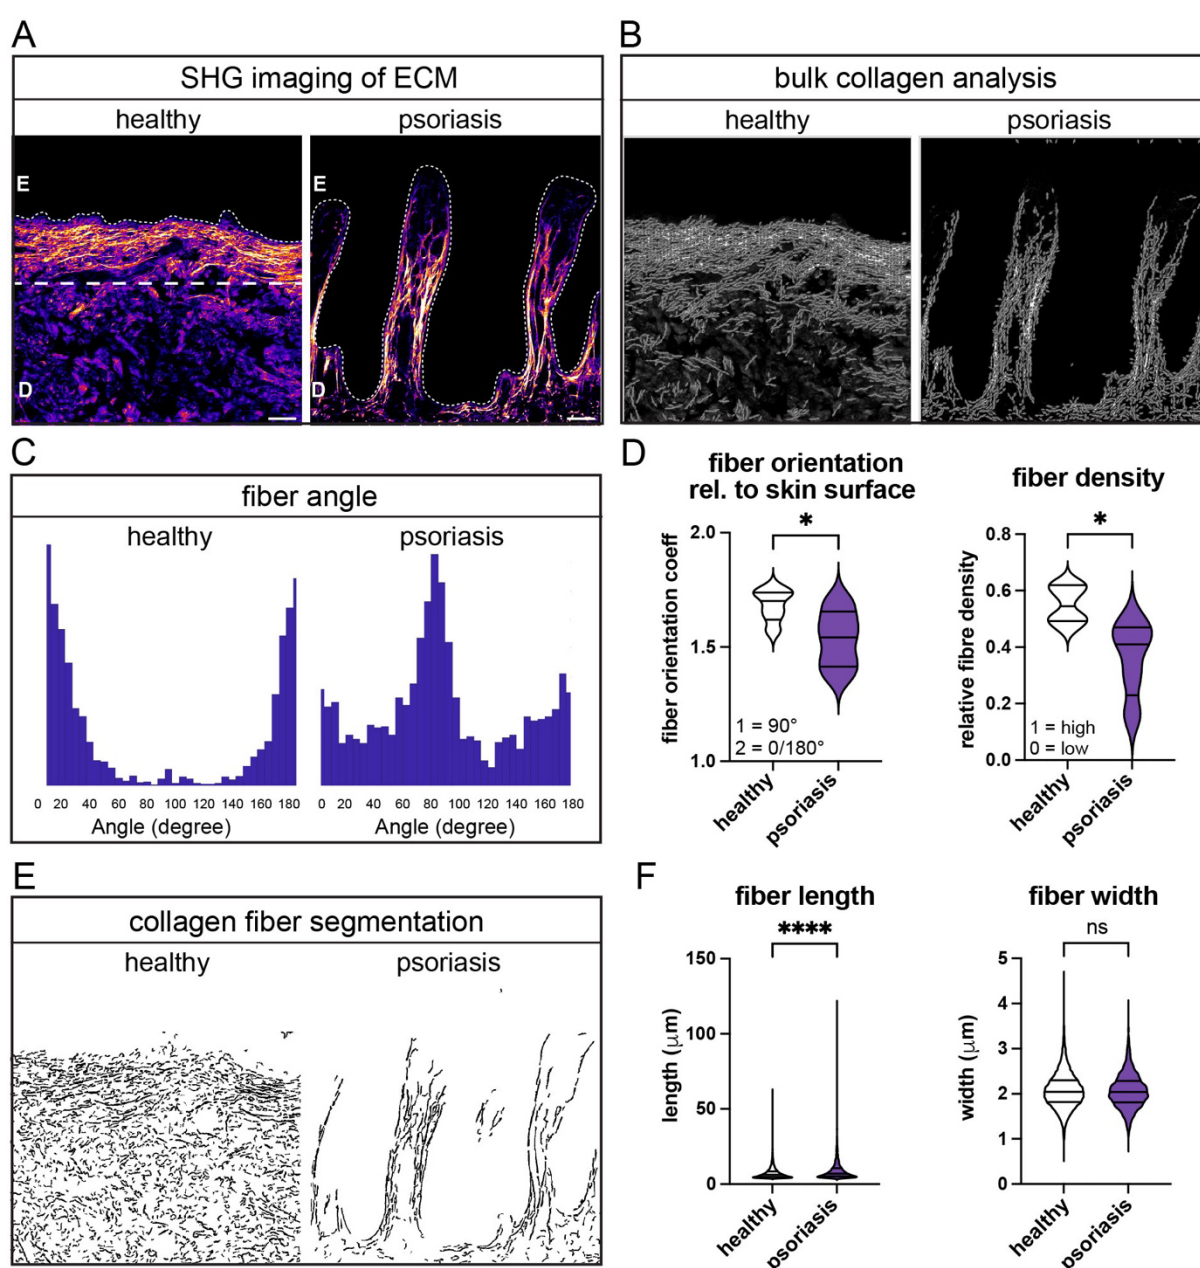 A
SHG imaging of ECM
healthy psoriasis
E E
D D
B
bulk collagen analysis
healthy psoriasis
C
fiber angle
healthy psoriasis
0 20 40 60 80 100 120 140 160 180 0 20 40 60 80 100 120 140 160 180
Angle (degree) Angle (degree)
D
fiber orientation
rel. to skin surface
*
fiber orientation coeff
2.0
1.5
1.0
1 = 90°
2 = 0/180°
healthy
psoriasis
fiber density
*
relative fibre density
0.8
0.6
0.4
0.2
0.0
1 = high
0 = low
healthy
psoriasis
E
collagen fiber segmentation
healthy psoriasis
F
fiber length
****
length (μm)
150
100
50
0
healthy
psoriasis
fiber width
ns
width (μm)
5
4
3
2
1
0
healthy
psoriasis